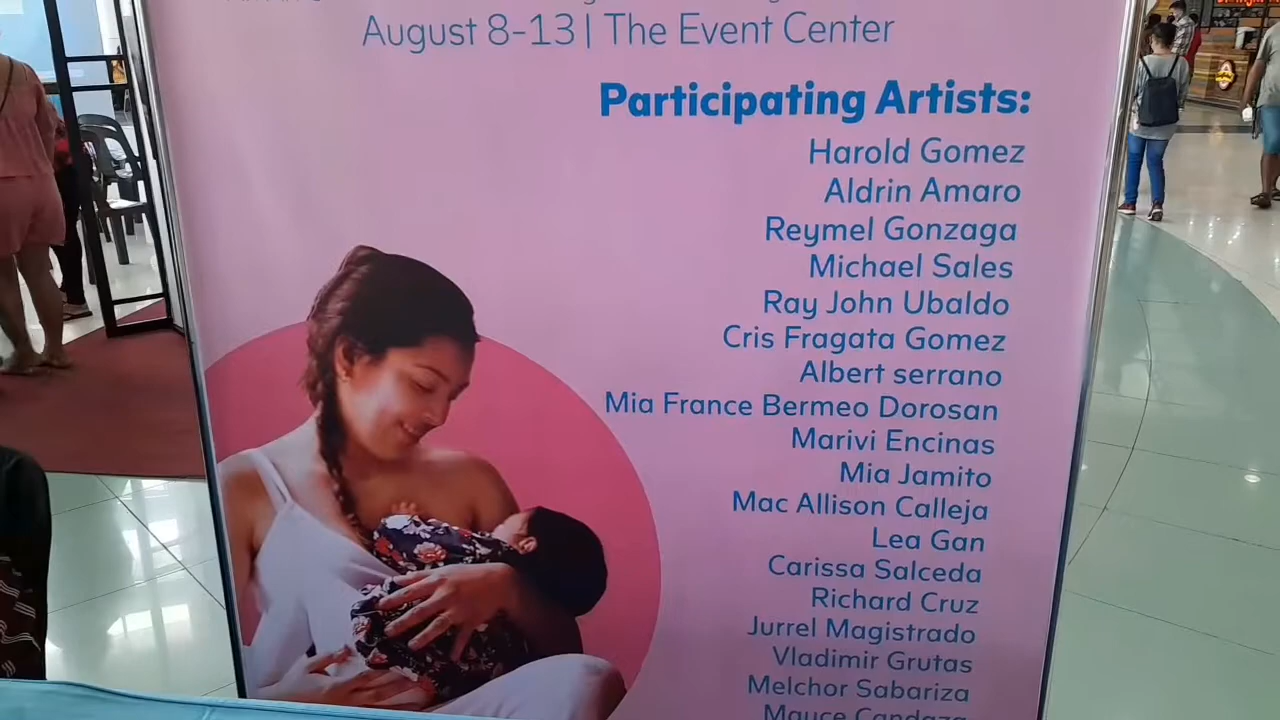 August 8-13 | The Event Center
Participating Artists:
Harold Gomez
Aldrin Amaro
Reymel Gonzaga
Michael Sales
Ray John Ubaldo
Cris Fragata Gomez
Albert serrano
Mia France Bermeo Dorosan
Marivi Encinas
Mia Jamito
Mac Allison Calleja
Lea Gan
Carissa Salceda
Richard Cruz
Jurrel Magistrado
Vladimir Grutas
Melchor Sabariza